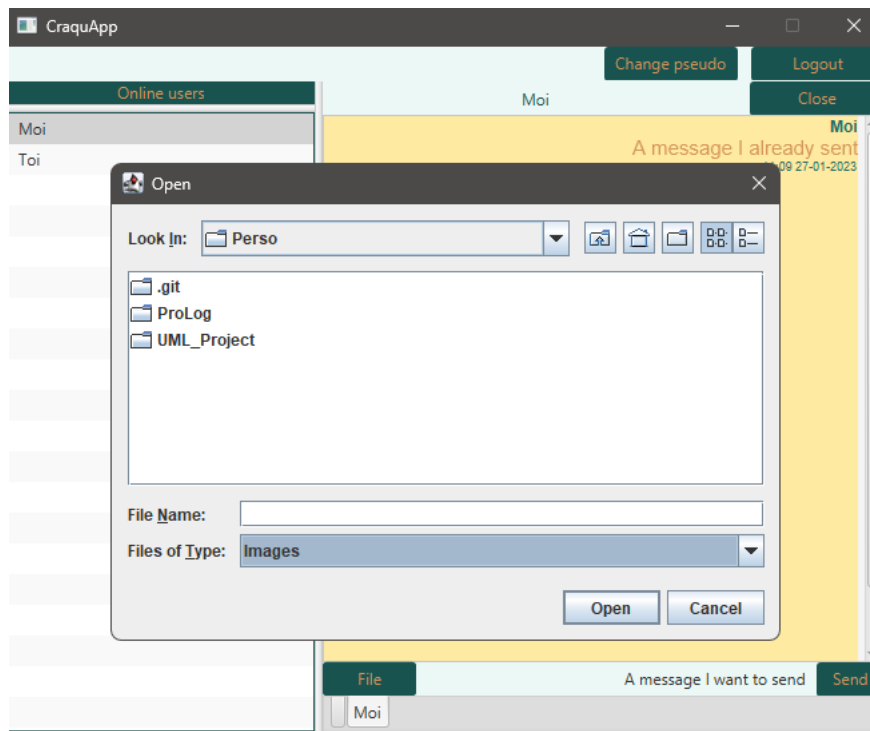 CraquApp
Change pseudo Logout
Online users
Moi Close
Moi
Toi
Moi
A message I already sent
09 27-01-2023
Open
Look In: Perso
.git
ProLog
UML_Project
File Name:
Files of Type: Images
Open Cancel
File A message I want to send Send
Moi